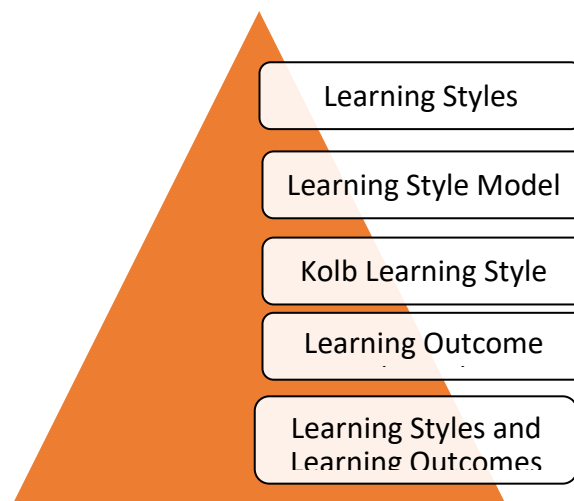 Learning Styles
Learning Style Model
Kolb Learning Style
Learning Outcome
Learning Styles and
Learning Outcomes